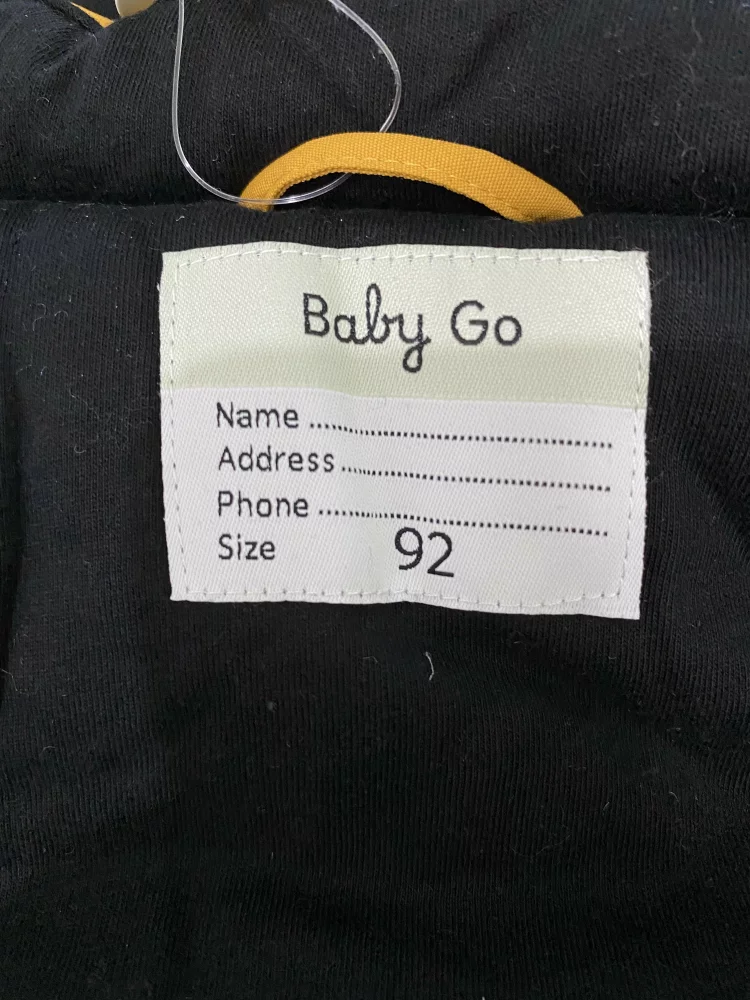 Baby Go
Name ........................................
Address ....................................
Phone .......................................
Size 92